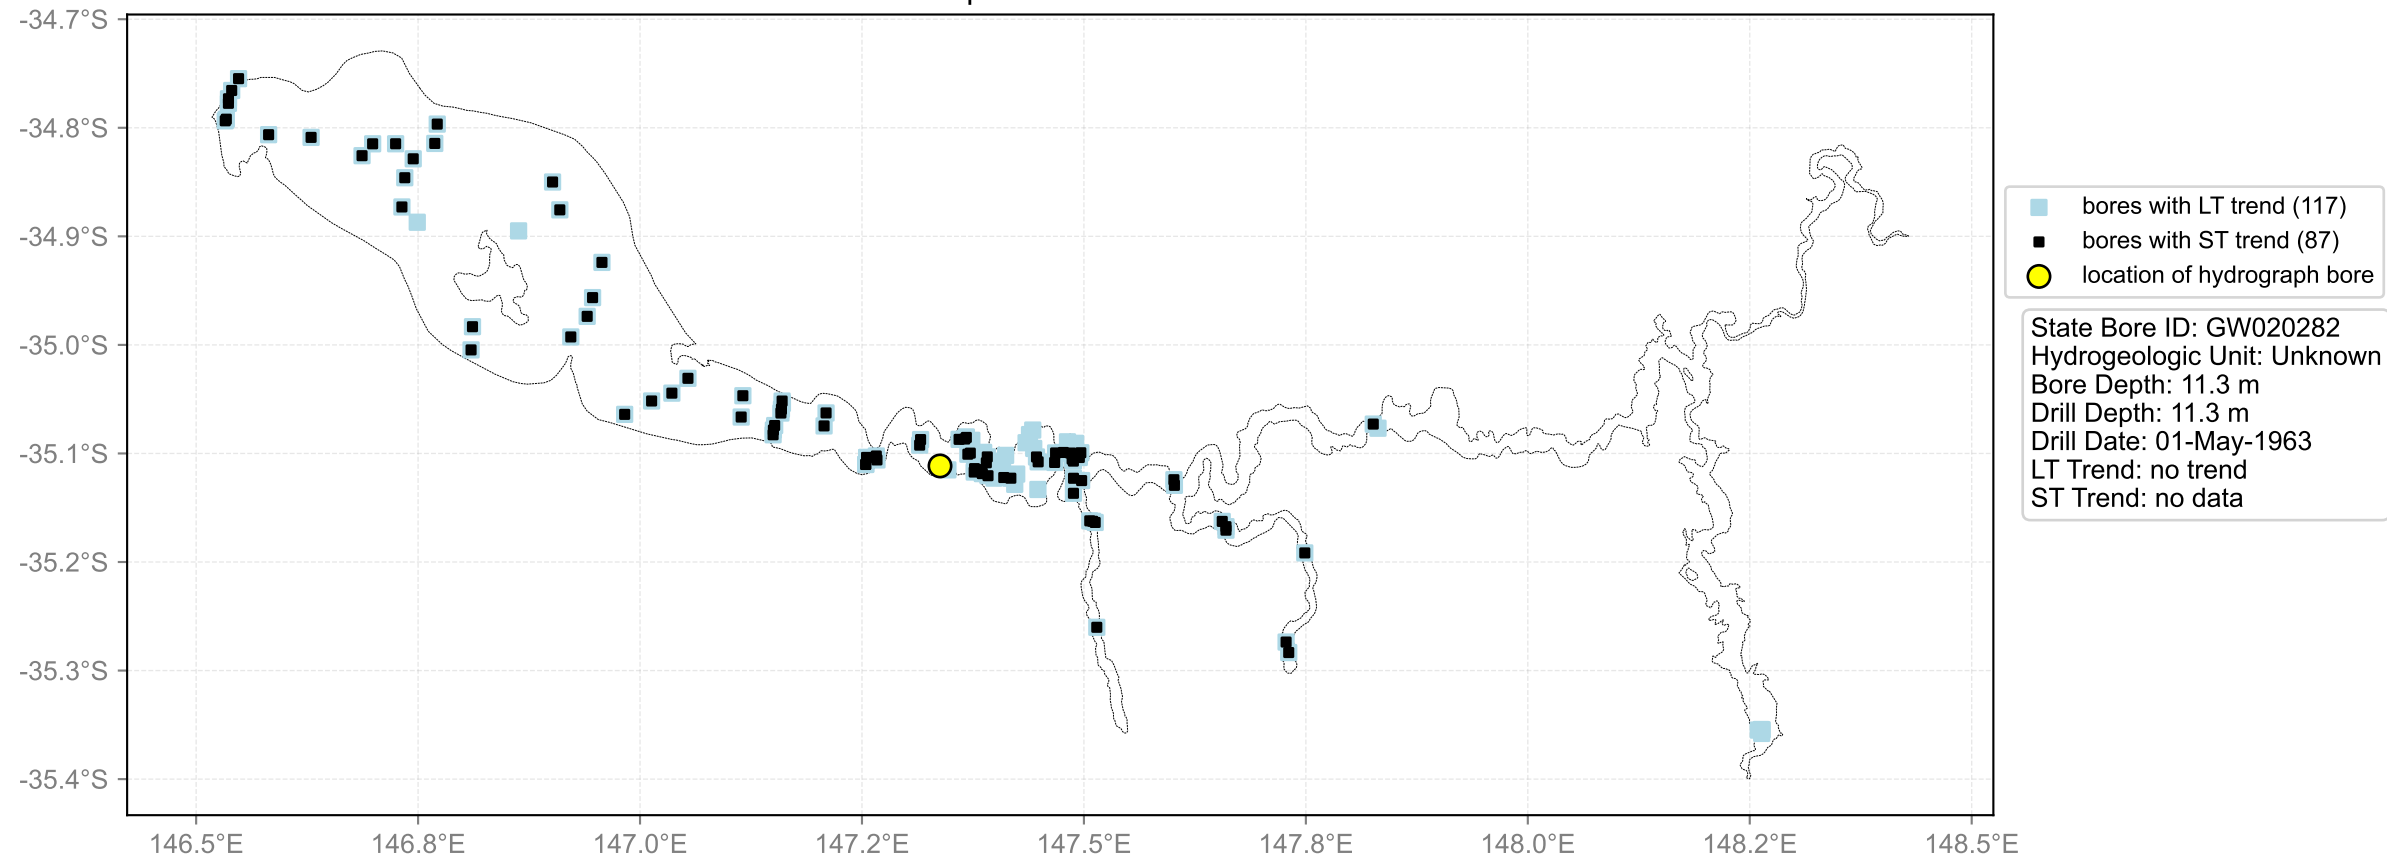 -34.7°S
-34.8°S
-34.9°S
-35.0°S
-35.1°S
-35.2°S
-35.3°S
-35.4°S
146.5°E
146.8°E
147.0°E
147.2°E
147.5°E
147.8°E
148.0°E
148.2°E
148.5°E
bores with LT trend (117)
bores with ST trend (87)
location of hydrograph bore
State Bore ID: GW020282
Hydrogeologic Unit: Unknown
Bore Depth: 11.3 m
Drill Depth: 11.3 m
Drill Date: 01-May-1963
LT Trend: no trend
ST Trend: no data